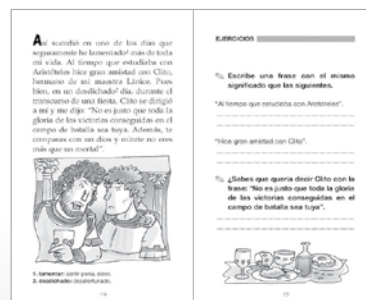 Así sucedió en uno de los días que
seguramente he lamentado¹ más de toda
mi vida. Al tiempo que estudiaba con
Aristóteles hice gran amistad con Clito,
hermano de mi maestra Lanice. Pues
bien, en un desdichado² día, durante el
transcurso de una fiesta, Clito se dirigió
a mí y me dijo: "No es justo que toda la
gloria de las victorias conseguidas en el
campo de batalla sea tuya. Además, te
comparas con un dios y mírate no eres
más que un mortal".
1. lamentar: sentir pena, dolor.
2. desdichado: desafortunado.
EJERCICIOS
Escribe una frase con el mismo
significado que las siguientes.
"Al tiempo que estudiaba con Aristóteles".
"Hice gran amistad con Clito".
¿Sabes que quería decir Clito con la
frase: "No es justo que toda la gloria
de las victorias conseguidas en el
campo de batalla sea tuya".